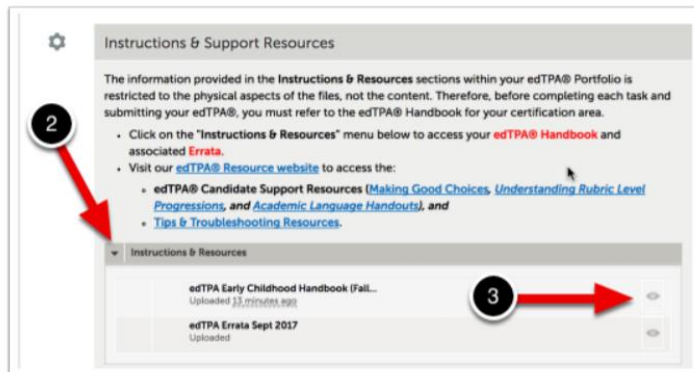 Instructions & Support Resources
The information provided in the Instructions & Resources sections within your edTPA® Portfolio is
restricted to the physical aspects of the files, not the content. Therefore, before completing each task and
submitting your edTPA®, you must refer to the edTPA® Handbook for your certification area.
2
• Click on the "Instructions & Resources" menu below to access your edTPA® Handbook and
associated Errata.
• Visit our edTPA® Resource website to access the:
• edTPA® Candidate Support Resources (Making Good Choices, Understanding Rubric Level
Progressions, and Academic Language Handouts), and
• Tips & Troubleshooting Resources.
Instructions & Resources
edTPA Early Childhood Handbook (Fall...
Uploaded 13 minutes ago
3
edTPA Errata Sept 2017
Uploaded